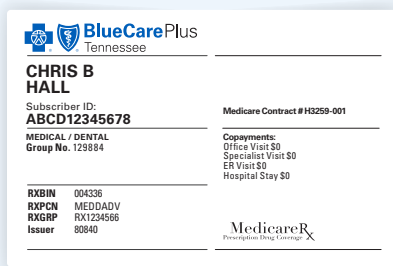 BlueCare Plus
Tennessee
CHRIS B
HALL
Subscriber ID:
ABCD12345678
MEDICAL / DENTAL
Group No. 129884
Medicare Contract # H3259-001
Copayments:
Office Visit $0
Specialist Visit $0
ER Visit $0
Hospital Stay $0
RXBIN 004336
RXPCN MEDDADV
RXGRP RX1234566
Issuer 80840
MedicareRx
Prescription Drug Coverage